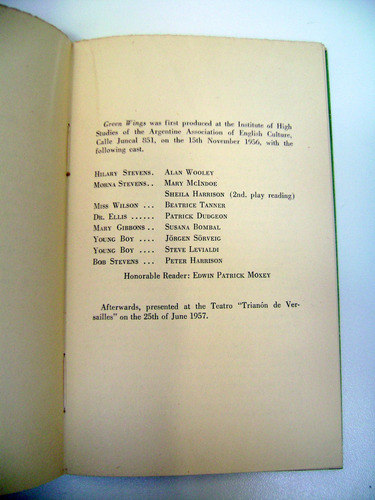 Green Wings was first produced at the Institute of High
Studies of the Argentine Association of English Culture,
Calle Juncal 851, on the 15th November 1956, with the
following cast.
Hilary Stevens. Alan Wooley
Morna Stevens.. Mary McIndoe
Sheila Harrison (2nd. play reading)
Miss Wilson ... Beatrice Tanner
Dr. Ellis ...... Patrick Dudgeon
Mary Gibbons.. Susana Bombal
Young Boy .... Jörgen Sörveig
Young Boy .... Steve Levialdi
Bob Stevens ... Peter Harrison
Honorable Reader: Edwin Patrick Moxey
Afterwards, presented at the Teatro "Trianón de Ver-
sailles" on the 25th of June 1957.